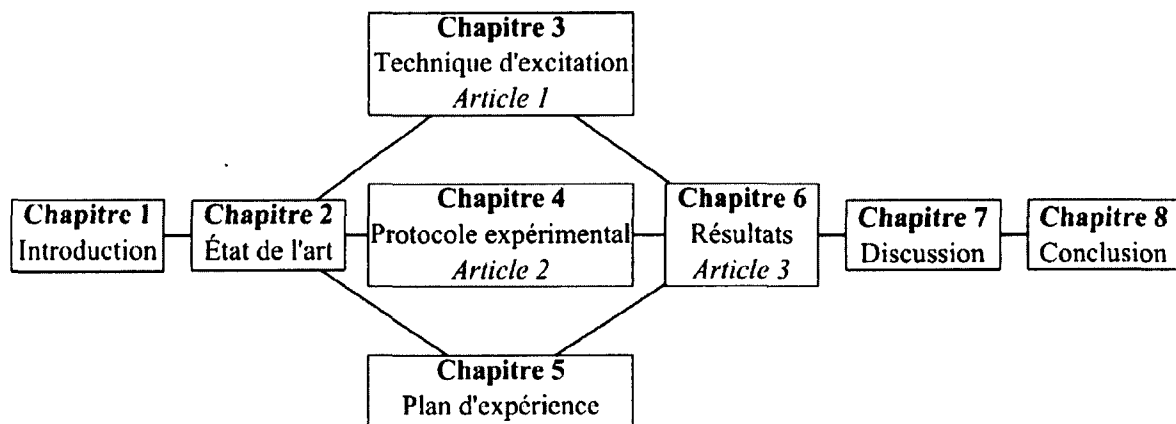 Chapitre 3
Technique d'excitation
Article 1
Chapitre 1
Introduction
Chapitre 2
État de l'art
Chapitre 4
Protocole expérimental
Article 2
Chapitre 6
Résultats
Article 3
Chapitre 7
Discussion
Chapitre 8
Conclusion
Chapitre 5
Plan d'expérience